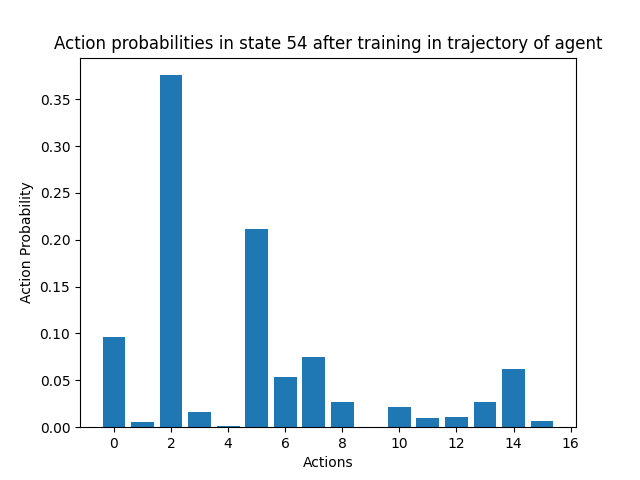 Action probabilities in state 54 after training in trajectory of agent
0.35
0.30
0.25
0.20
0.15
0.10
0.05
0.00
Action Probability
0 2 4 6 8 10 12 14 16
Actions